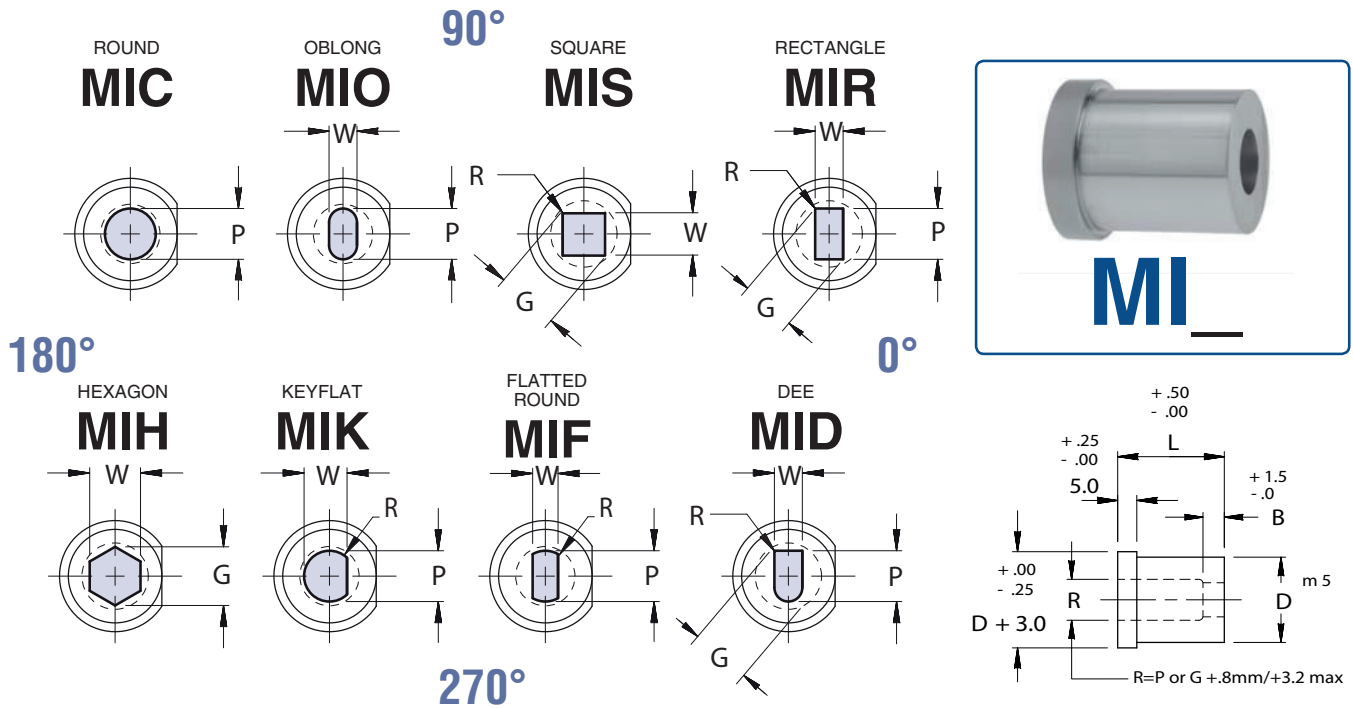 90°
ROUND
MIC
P
OBLONG
MIO
W
P
SQUARE
MIS
R
W
G
RECTANGLE
MIR
W
R
P
G
MI__
180°
0°
HEXAGON
MIH
W
G
KEYFLAT
MIK
W
R
P
FLATTED
ROUND
MIF
W
R
P
DEE
MID
W
R
P
G
270°
+ .50
- .00
L
+ .25
- .00
5.0
+ 1.5
- .0
B
+ .00
- .25
D + 3.0
R
D
m 5
R=P or G +.8mm/+3.2 max